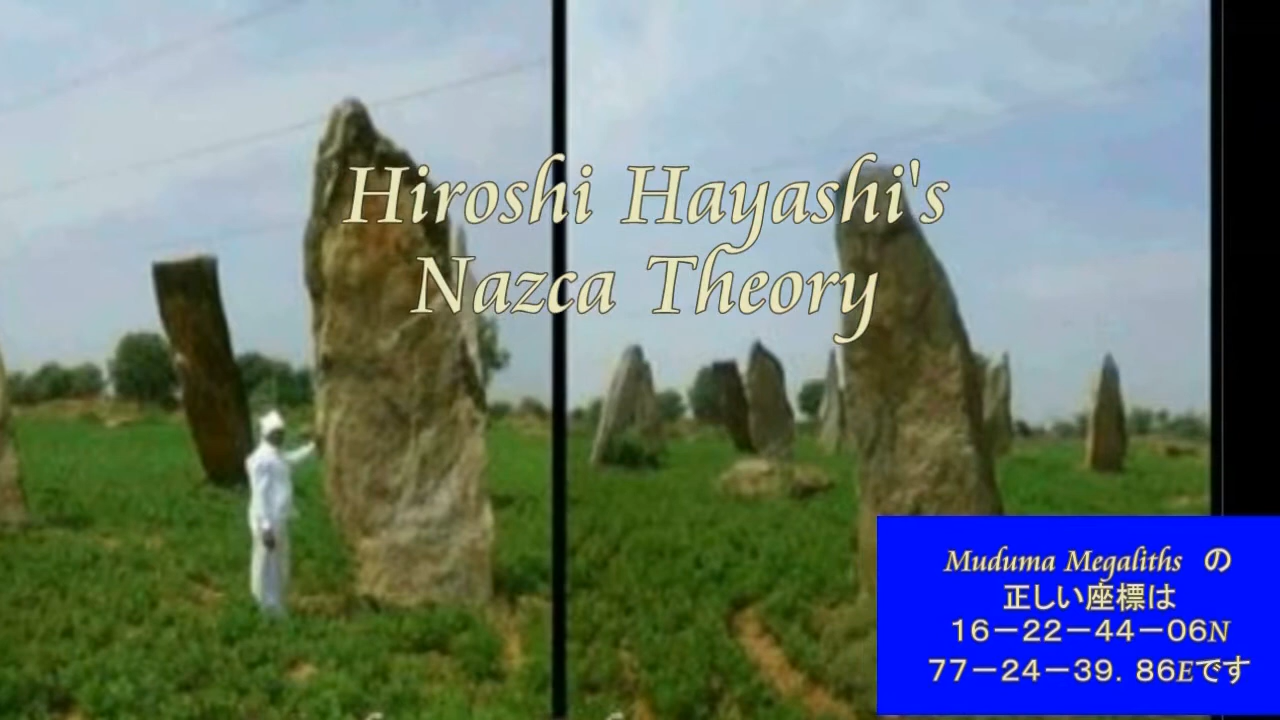 Hiroshi Hayashi's
Nazca Theory
Muduma Megaliths の
正しい座標は
16−22−44−06N
77−24−39. 86Eです